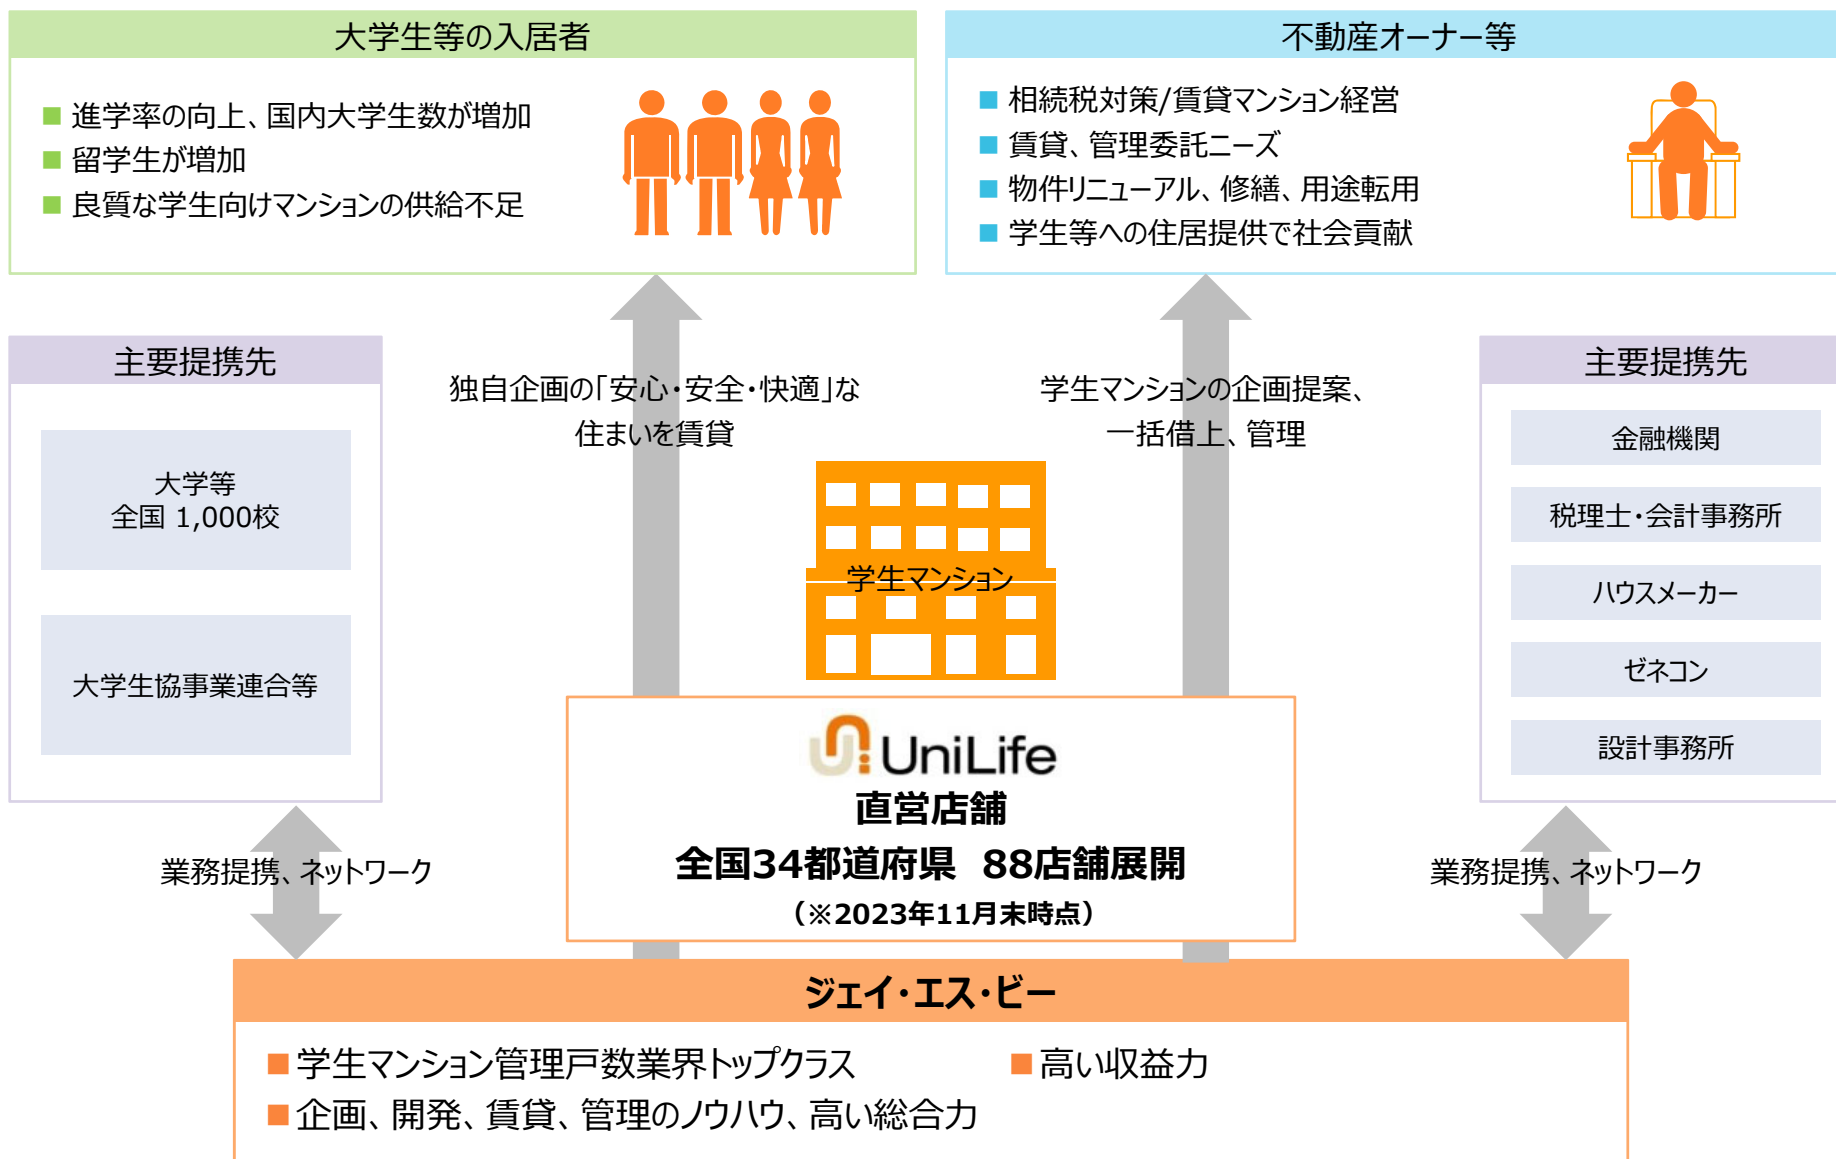 大学生等の入居者
進学率の向上、国内大学生数が増加
留学生が増加
良質な学生向けマンションの供給不足
不動産オーナー等
相続税対策/賃貸マンション経営
賃貸、管理委託ニーズ
物件リニューアル、修繕、用途転用
学生等への住居提供で社会貢献
主要提携先
大学等
全国 1,000校
大学生協事業連合等
業務提携、ネットワーク
独自企画の「安心・安全・快適」な
住まいを賃貸
学生マンションの企画提案、
一括借上、管理
学生マンション
主要提携先
金融機関
税理士・会計事務所
ハウスメーカー
ゼネコン
設計事務所
業務提携、ネットワーク
UniLife
直営店舗
全国34都道府県 88店舗展開
（※2023年11月末時点）
ジェイ・エス・ビー
学生マンション管理戸数業界トップクラス
高い収益力
企画、開発、賃貸、管理のノウハウ、高い総合力